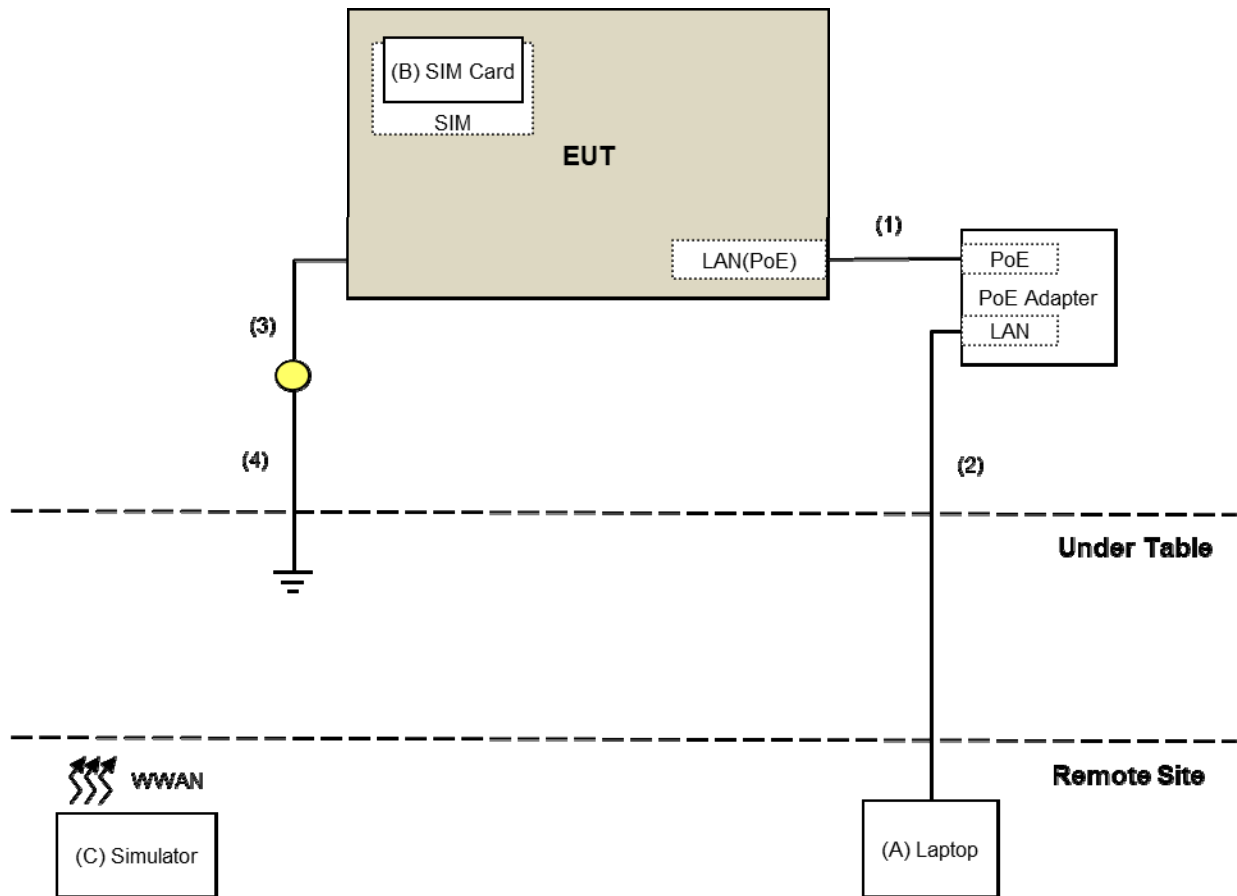 (B) SIM Card
SIM
EUT
(1)
LAN(PoE)
PoE
PoE Adapter
LAN
(3)
(4)
(2)
Under Table
Remote Site
WWAN
(C) Simulator
(A) Laptop